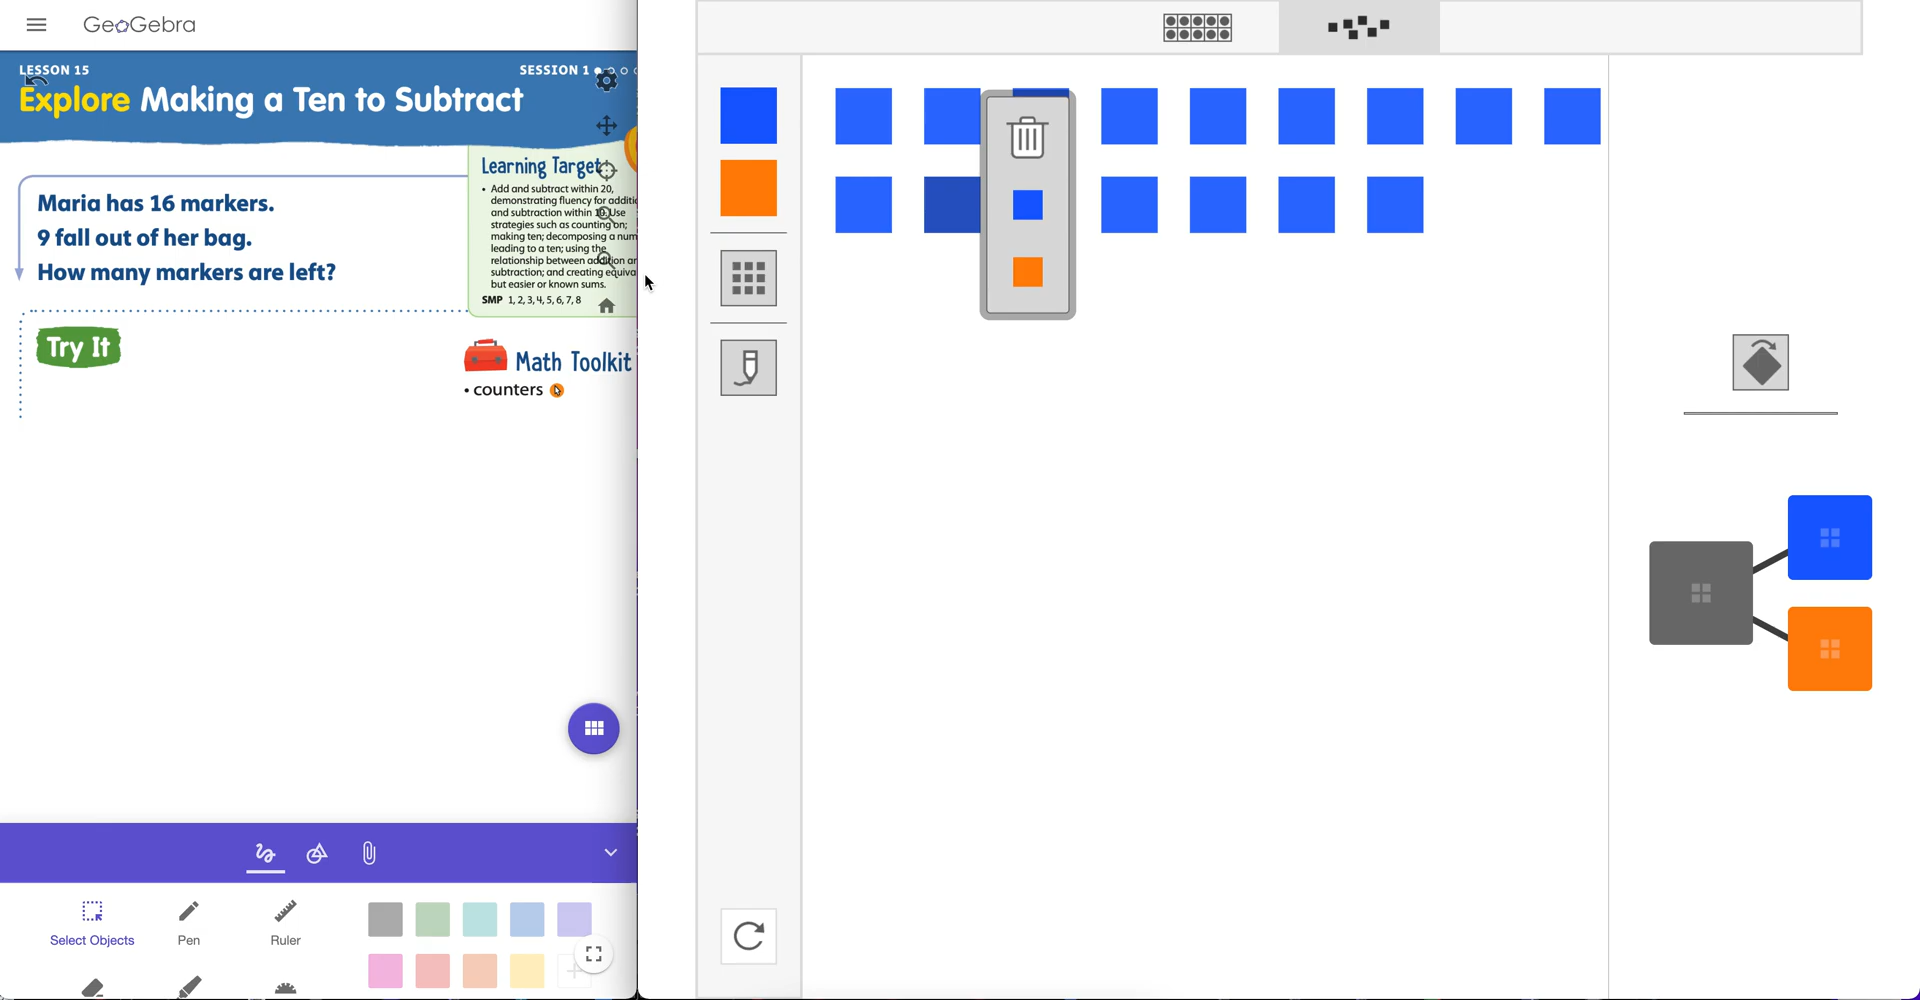 GeoGebra
LESSON 15
SESSION 1
Explore Making a Ten to Subtract
Maria has 16 markers.
9 fall out of her bag.
How many markers are left?
Learning Target
• Add and subtract within 20,
demonstrating fluency for additi
and subtraction within 10. Use
strategies such as counting on;
making ten; decomposing a num
leading to a ten; using the
relationship between addition an
subtraction; and creating equiva
but easier or known sums.
SMP 1, 2, 3, 4, 5, 6, 7, 8
Try It
Math Toolkit
• counters
Select Objects
Pen
Ruler